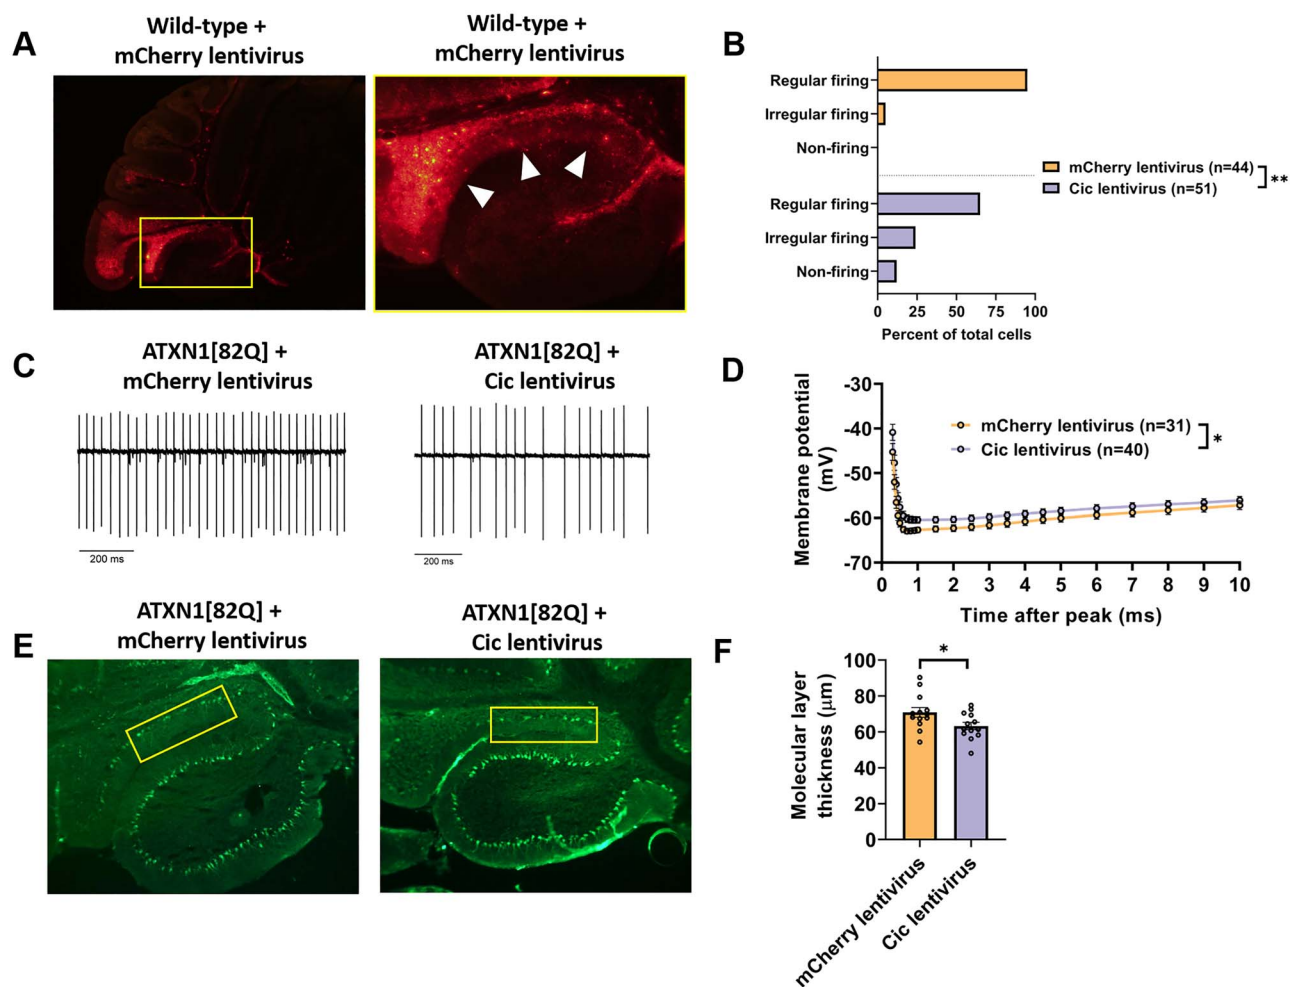 A
Wild-type +
mCherry lentivirus
Wild-type +
mCherry lentivirus
B
Regular firing
Irregular firing
Non-firing
Regular firing
Irregular firing
Non-firing
0 25 50 75 100
Percent of total cells
mCherry lentivirus (n=44)
Cic lentivirus (n=51)
**
C
ATXN1[82Q] +
mCherry lentivirus
200 ms
ATXN1[82Q] +
Cic lentivirus
200 ms
D
Membrane potential
(mV)
-30
-40
-50
-60
-70
mCherry lentivirus (n=31)
Cic lentivirus (n=40)
*
0 1 2 3 4 5 6 7 8 9 10
Time after peak (ms)
E
ATXN1[82Q] +
mCherry lentivirus
ATXN1[82Q] +
Cic lentivirus
F
Molecular layer
thickness (μm)
100
80
60
40
20
0
*
mCherry lentivirus
Cic lentivirus